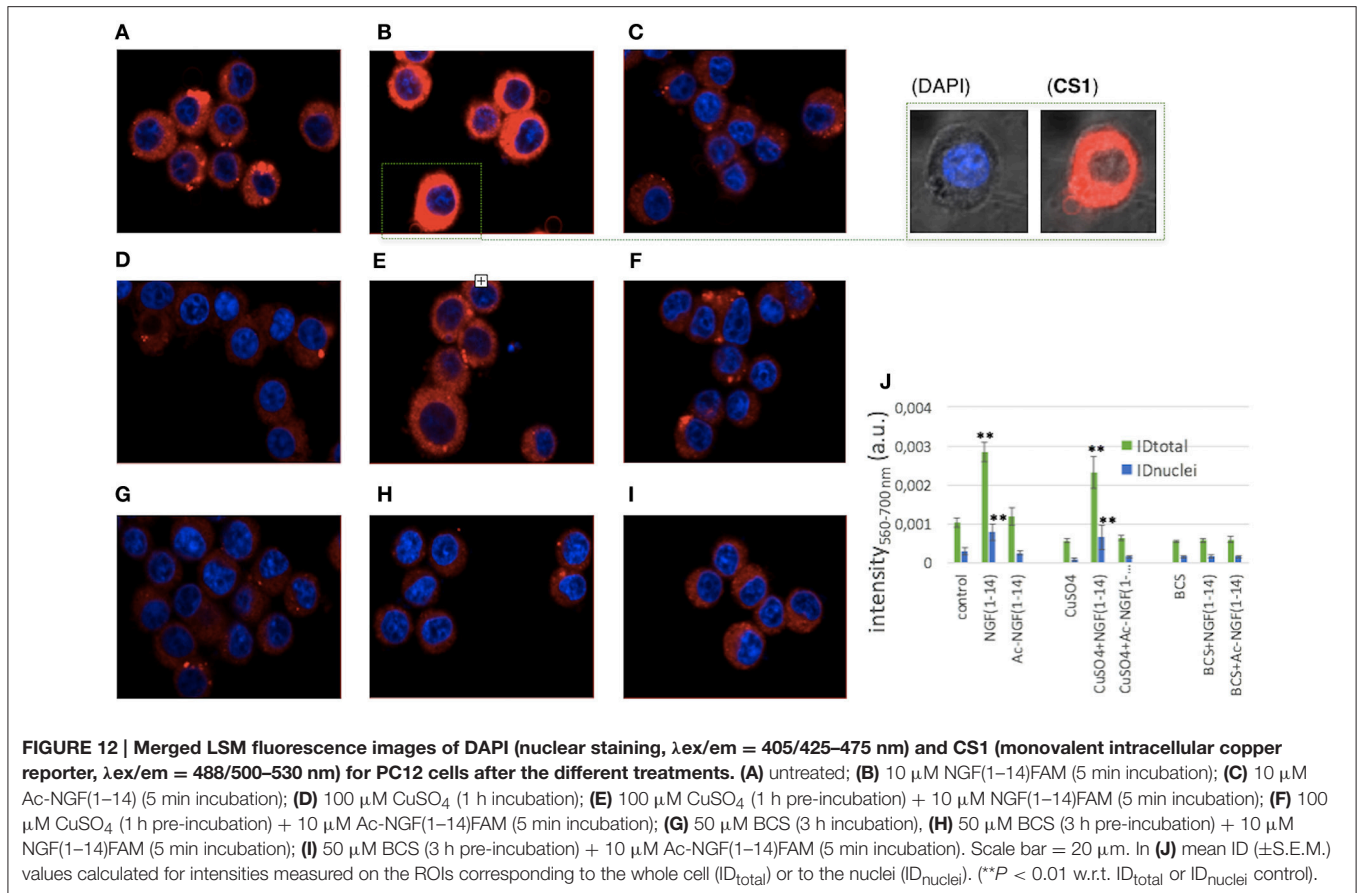 A
B
C
(DAPI)
(CS1)
D
E
F
G
H
I
J
intensity560-700 nm (a.u.)
0,004
0,003
0,002
0,001
0
**
**
**
**
IDtotal
IDnuclei
control
NGF(1-14)
Ac-NGF(1-14)
CuSO4
CuSO4+NGF(1-14)
CuSO4+Ac-NGF(1-...
BCS
BCS+NGF(1-14)
BCS+Ac-NGF(1-14)
FIGURE 12 | Merged LSM fluorescence images of DAPI (nuclear staining, λex/em = 405/425–475 nm) and CS1 (monovalent intracellular copper
reporter, λex/em = 488/500–530 nm) for PC12 cells after the different treatments. (A) untreated; (B) 10 μM NGF(1–14)FAM (5 min incubation); (C) 10 μM
Ac-NGF(1–14) (5 min incubation); (D) 100 μM CuSO₄ (1 h incubation); (E) 100 μM CuSO₄ (1 h pre-incubation) + 10 μM NGF(1–14)FAM (5 min incubation); (F) 100
μM CuSO₄ (1 h pre-incubation) + 10 μM Ac-NGF(1–14)FAM (5 min incubation); (G) 50 μM BCS (3 h incubation), (H) 50 μM BCS (3 h pre-incubation) + 10 μM
NGF(1–14)FAM (5 min incubation); (I) 50 μM BCS (3 h pre-incubation) + 10 μM Ac-NGF(1–14)FAM (5 min incubation). Scale bar = 20 μm. In (J) mean ID (±S.E.M.)
values calculated for intensities measured on the ROIs corresponding to the whole cell (IDtotal) or to the nuclei (IDnuclei). (**P < 0.01 w.r.t. IDtotal or IDnuclei control).